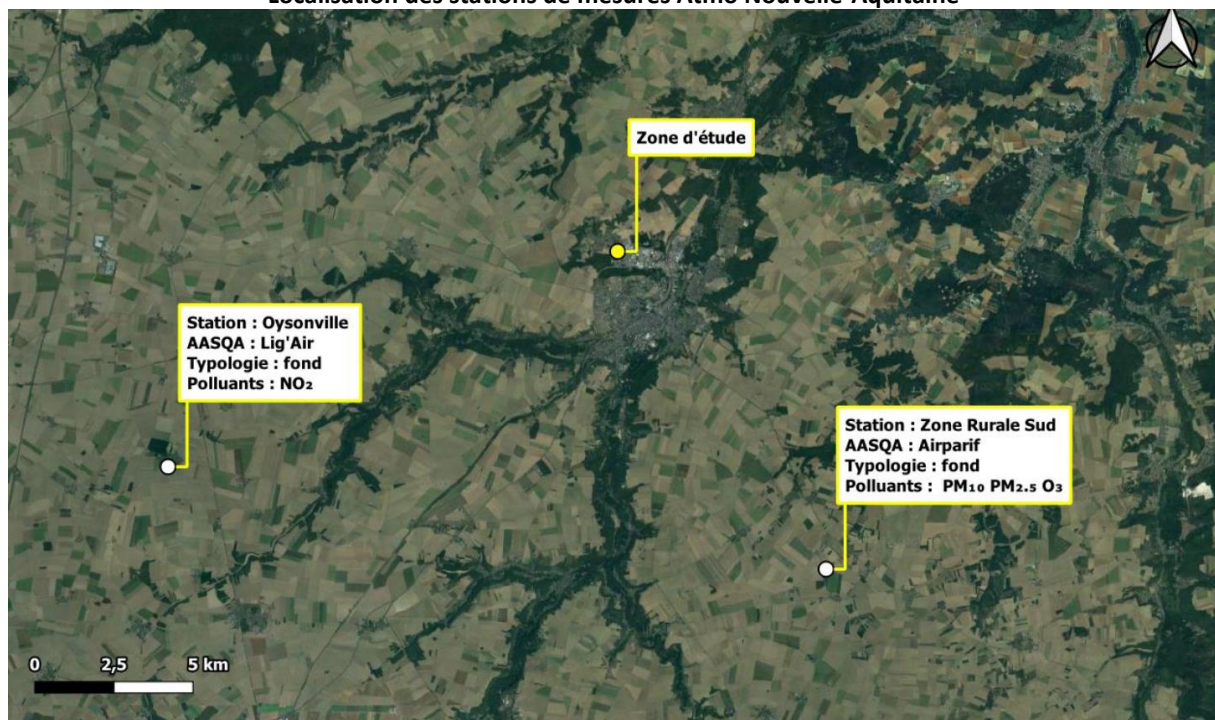 Localisation des stations de mesures Atmo Nouvelle-Aquitaine
Zone d'étude
Station : Oysonville
AASQA : Lig'Air
Typologie : fond
Polluants : NO₂
Station : Zone Rurale Sud
AASQA : Airparif
Typologie : fond
Polluants : PM₁₀ PM₂.₅ O₃
0 2,5 5 km